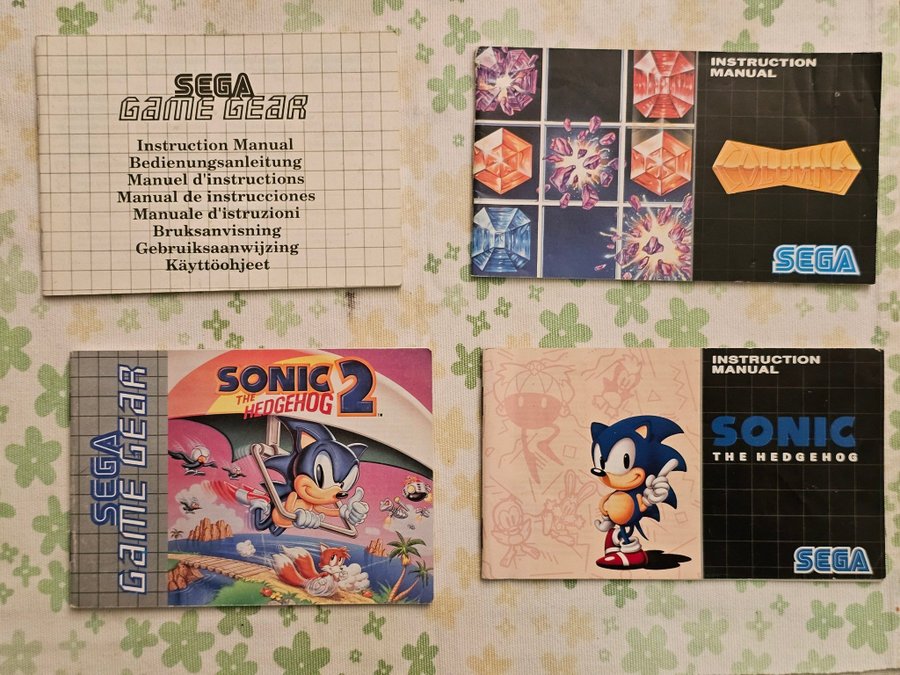 SEGA
GAME GEAR
Instruction Manual
Bedienungsanleitung
Manuel d'instructions
Manual de instrucciones
Manuale d'istruzioni
Bruksanvisning
Gebruiksaanwijzing
Käyttöohjeet
INSTRUCTION
MANUAL
COLUMNS
SEGA
SEGA
GAME GEAR
SONIC
THE
HEDGEHOG 2
INSTRUCTION
MANUAL
SONIC
THE HEDGEHOG
SEGA